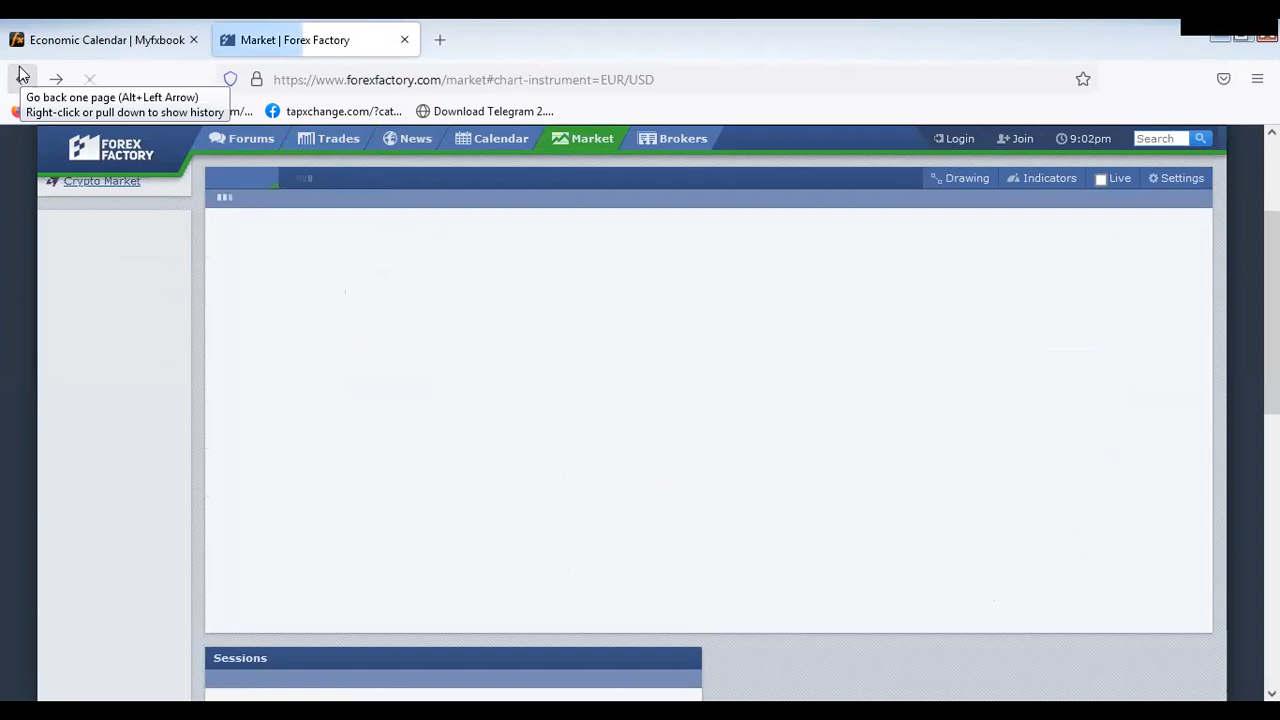 Economic Calendar | Myfxbook
Market | Forex Factory
https://www.forexfactory.com/market#chart-instrument=EUR/USD
Go back one page (Alt+Left Arrow)
Right-click or pull down to show history
m/...
tapxchange.com/?cat...
Download Telegram 2....
FOREX
FACTORY
Forums
Trades
News
Calendar
Market
Brokers
Login
Join
9:02pm
Search
Crypto Market
Drawing
Indicators
Live
Settings
Sessions